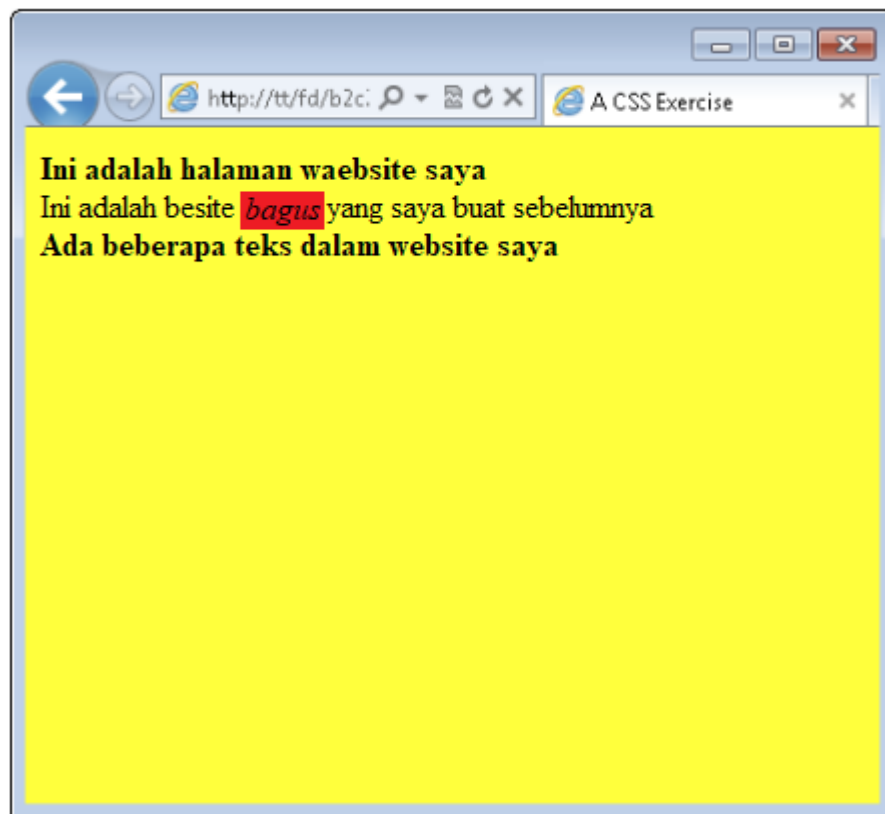 http://tt/fd/b2c
A CSS Exercise
Ini adalah halaman waebsite saya
Ini adalah besite bagus yang saya buat sebelumnya
Ada beberapa teks dalam website saya